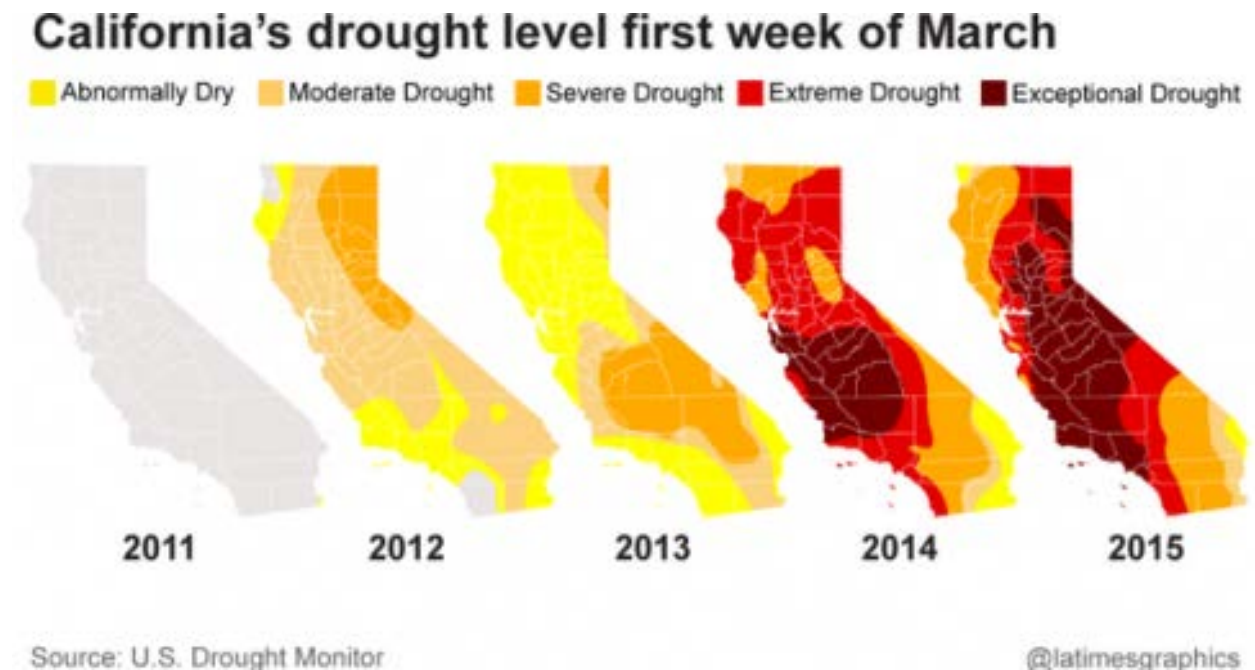 California's drought level first week of March
Abnormally Dry Moderate Drought Severe Drought Extreme Drought Exceptional Drought
2011 2012 2013 2014 2015
Source: U.S. Drought Monitor @latimesgraphics